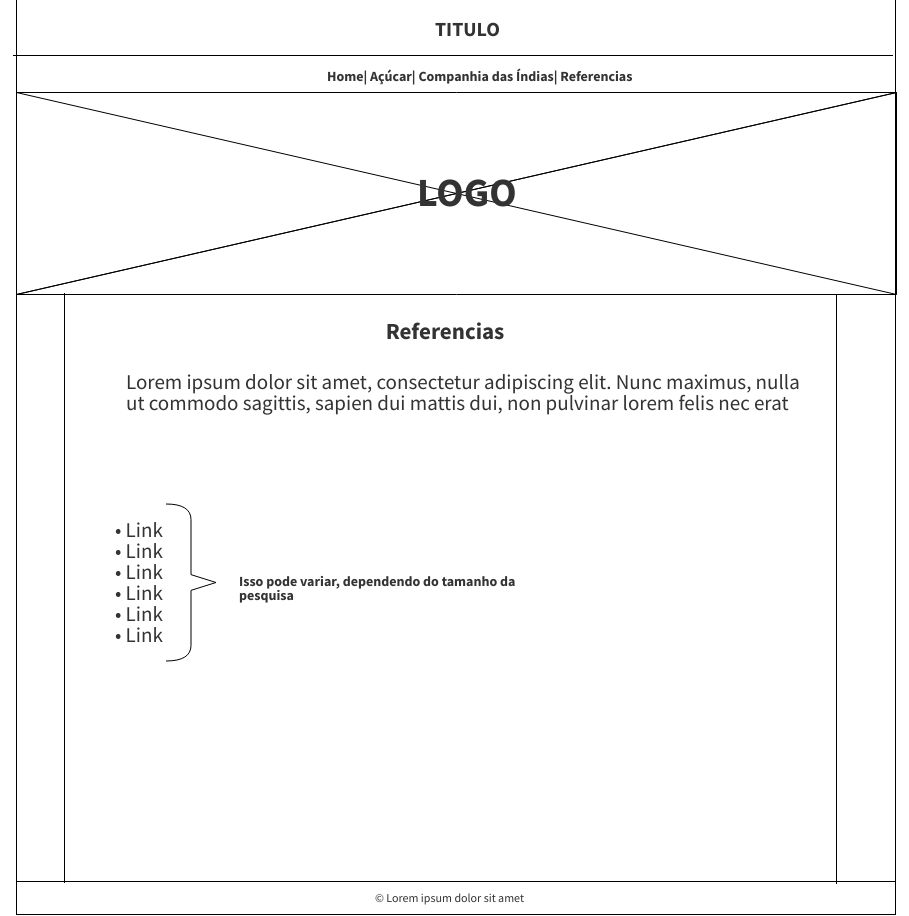 TITULO
Home| Açúcar| Companhia das Índias| Referencias
LOGO
Referencias
Lorem ipsum dolor sit amet, consectetur adipiscing elit. Nunc maximus, nulla
ut commodo sagittis, sapien dui mattis dui, non pulvinar lorem felis nec erat
• Link
• Link
• Link
• Link
• Link
• Link
Isso pode variar, dependendo do tamanho da
pesquisa
© Lorem ipsum dolor sit amet